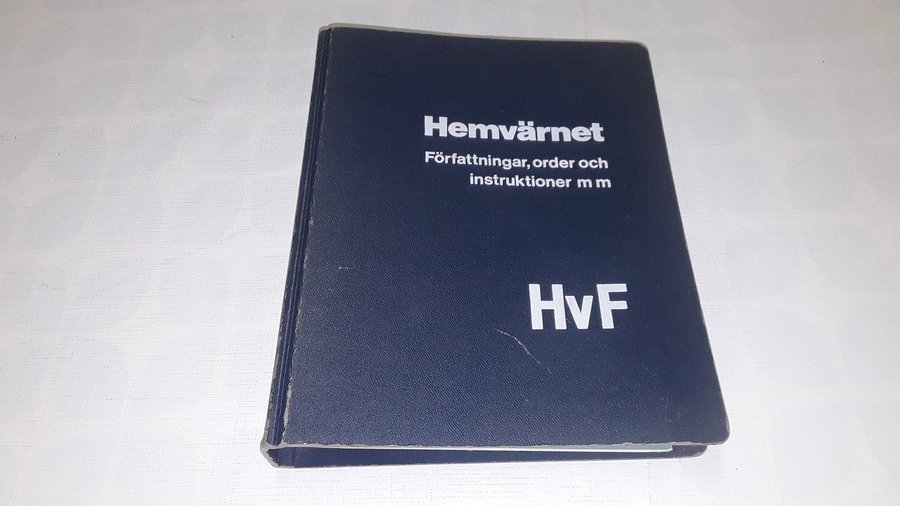 Hemvärnet
Författningar, order och
instruktioner m m
HvF